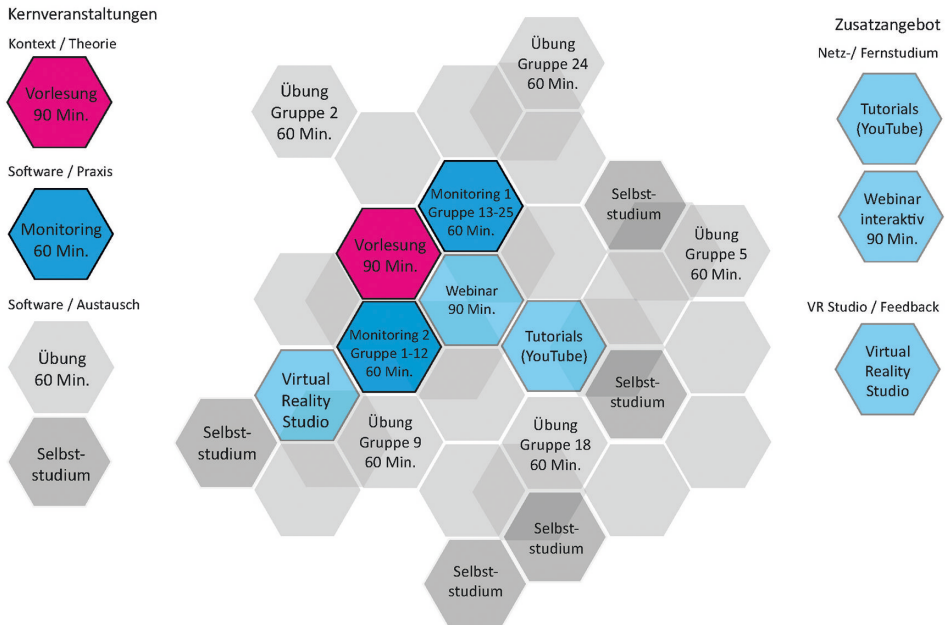 Kernveranstaltungen
Kontext / Theorie
Vorlesung
90 Min.
Software / Praxis
Monitoring
60 Min.
Software / Austausch
Übung
60 Min.
Selbst-
studium
Übung
Gruppe 2
60 Min.
Übung
Gruppe 24
60 Min.
Monitoring 1
Gruppe 13-25
60 Min.
Selbst-
studium
Vorlesung
90 Min.
Übung
Gruppe 5
60 Min.
Webinar
90 Min.
Monitoring 2
Gruppe 1-12
60 Min.
Tutorials
(YouTube)
Virtual
Reality
Studio
Selbst-
studium
Selbst-
studium
Übung
Gruppe 9
60 Min.
Übung
Gruppe 18
60 Min.
Selbst-
studium
Selbst-
studium
Zusatzangebot
Netz-/ Fernstudium
Tutorials
(YouTube)
Webinar
interaktiv
90 Min.
VR Studio / Feedback
Virtual
Reality
Studio